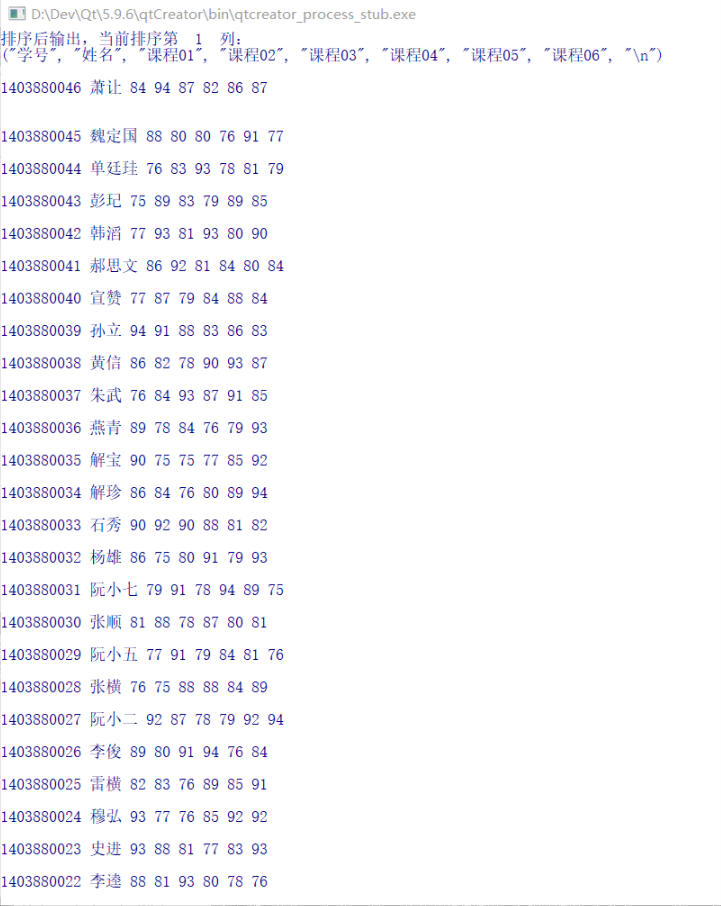 D:\Dev\Qt\5.9.6\qtCreator\bin\qtcreator_process_stub.exe
排序后输出，当前排序第  1  列：
("学号", "姓名", "课程01", "课程02", "课程03", "课程04", "课程05", "课程06", "\n")
1403880046 萧让 84 94 87 82 86 87
1403880045 魏定国 88 80 80 76 91 77
1403880044 单廷珪 76 83 93 78 81 79
1403880043 彭玘 75 89 83 79 89 85
1403880042 韩滔 77 93 81 93 80 90
1403880041 郝思文 86 92 81 84 80 84
1403880040 宣赞 77 87 79 84 88 84
1403880039 孙立 94 91 88 83 86 83
1403880038 黄信 86 82 78 90 93 87
1403880037 朱武 76 84 93 87 91 85
1403880036 燕青 89 78 84 76 79 93
1403880035 解宝 90 75 75 77 85 92
1403880034 解珍 86 84 76 80 89 94
1403880033 石秀 90 92 90 88 81 82
1403880032 杨雄 86 75 80 91 79 93
1403880031 阮小七 79 91 78 94 89 75
1403880030 张顺 81 88 78 87 80 81
1403880029 阮小五 77 91 79 84 81 76
1403880028 张横 76 75 88 88 84 89
1403880027 阮小二 92 87 78 79 92 94
1403880026 李俊 89 80 91 94 76 84
1403880025 雷横 82 83 76 89 85 91
1403880024 穆弘 93 77 76 85 92 92
1403880023 史进 93 88 81 77 83 93
1403880022 李逵 88 81 93 80 78 76